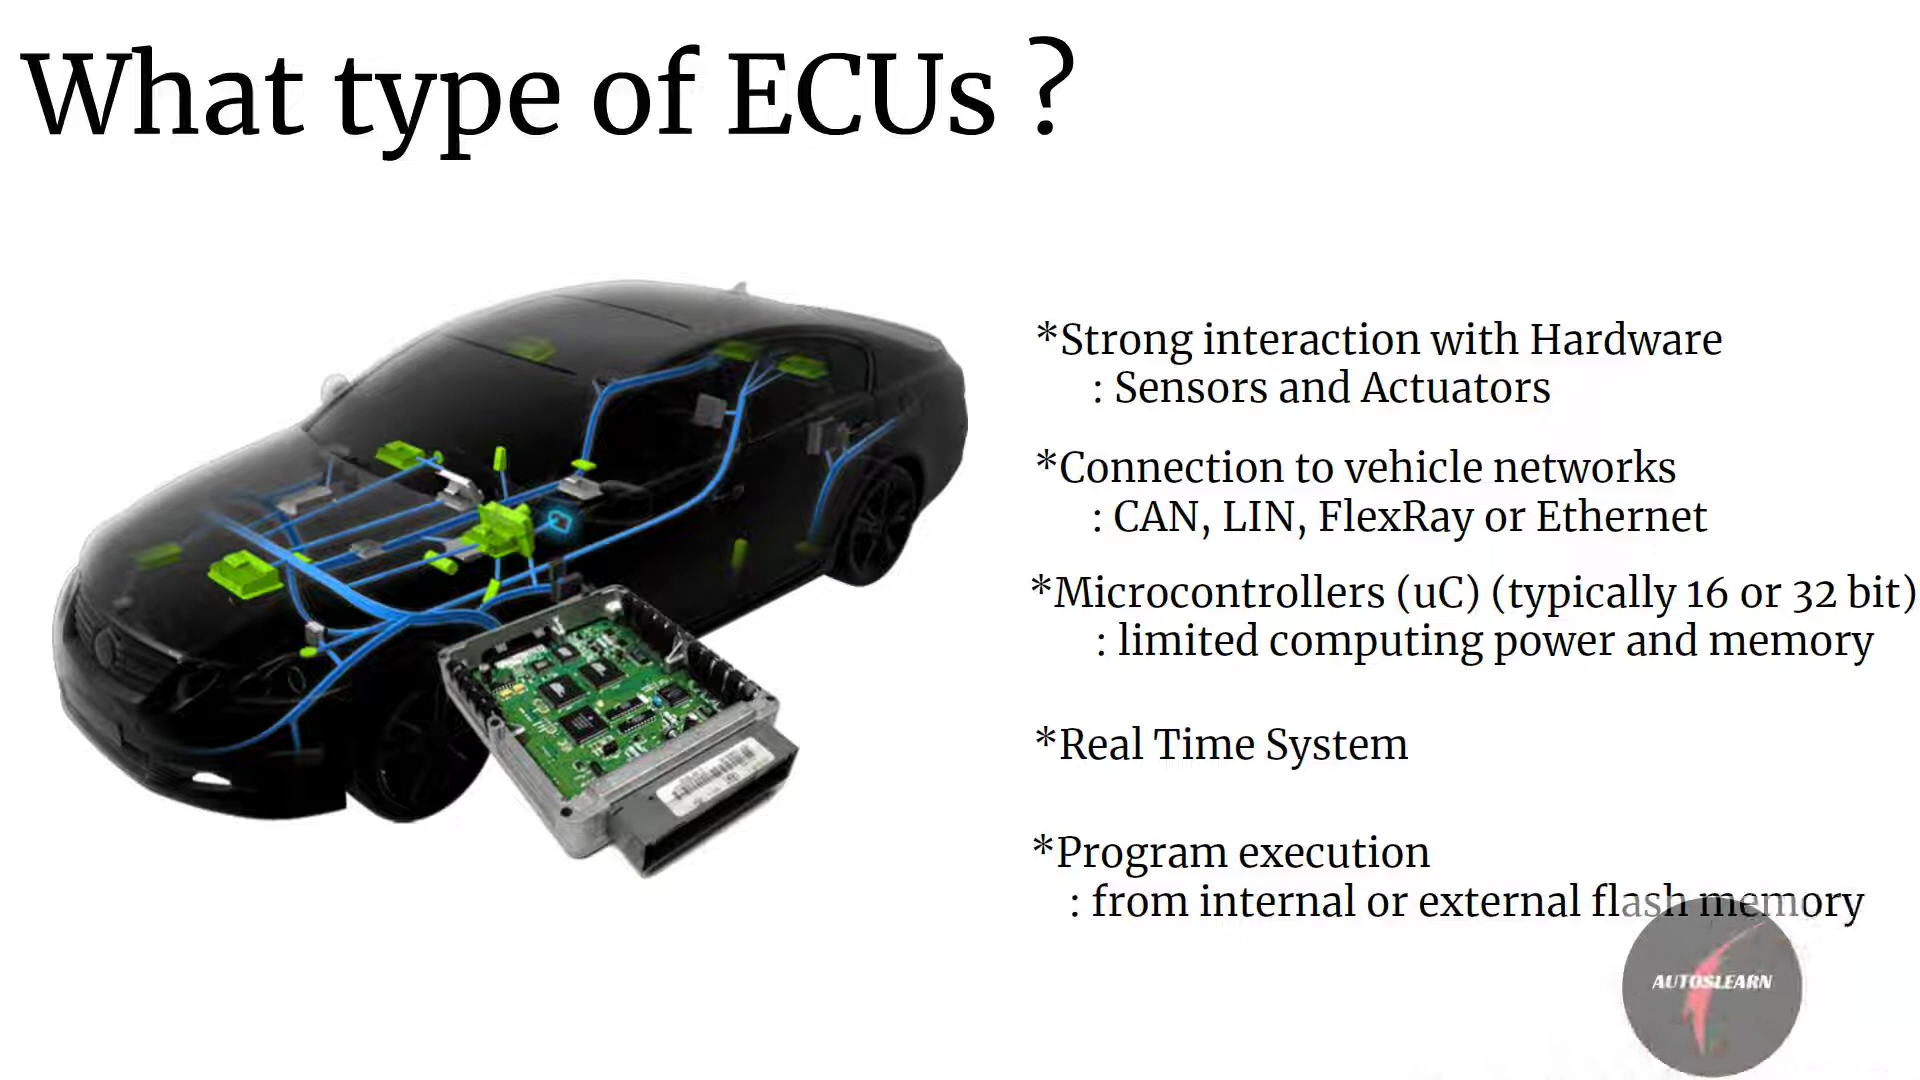 What type of ECUs ?
*Strong interaction with Hardware
: Sensors and Actuators
*Connection to vehicle networks
: CAN, LIN, FlexRay or Ethernet
*Microcontrollers (uC) (typically 16 or 32 bit)
: limited computing power and memory
*Real Time System
*Program execution
: from internal or external flash memory
AUTOSLEARN